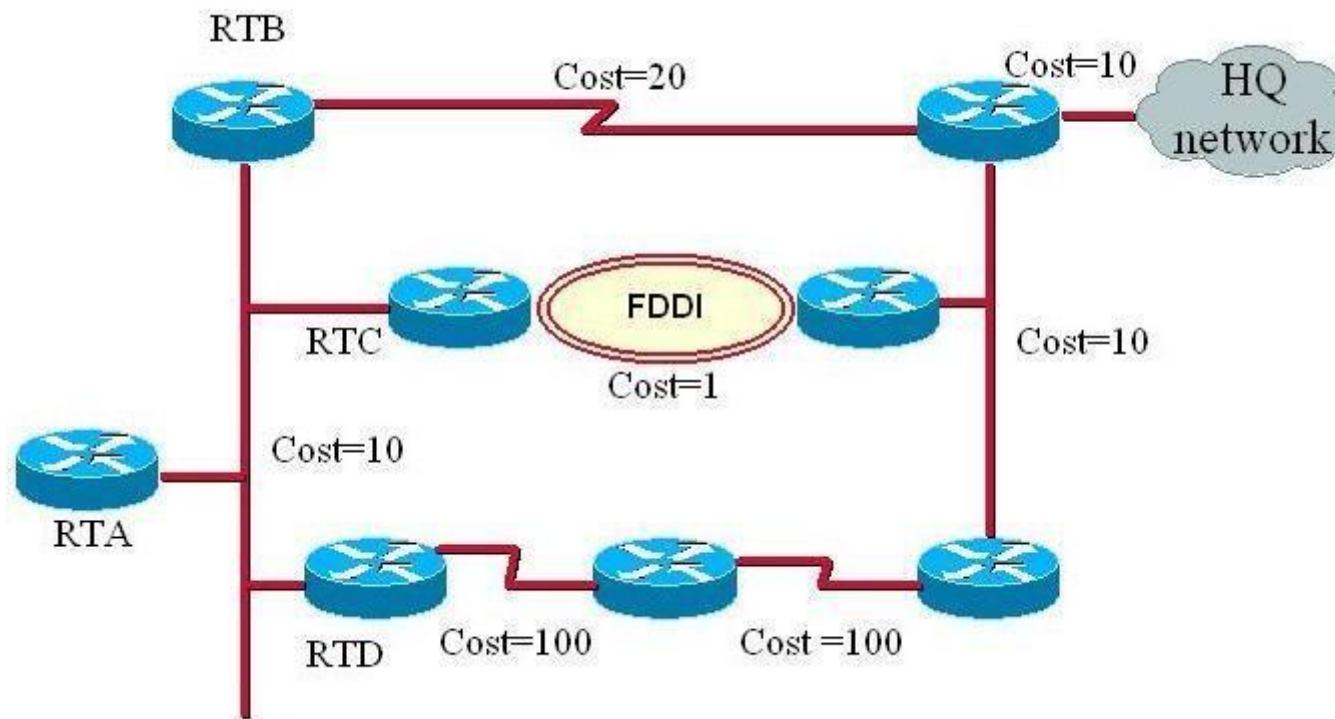 RTB
Cost=20
Cost=10
HQ
network
FDDI
RTC
Cost=1
Cost=10
Cost=10
RTA
RTD
Cost=100
Cost =100